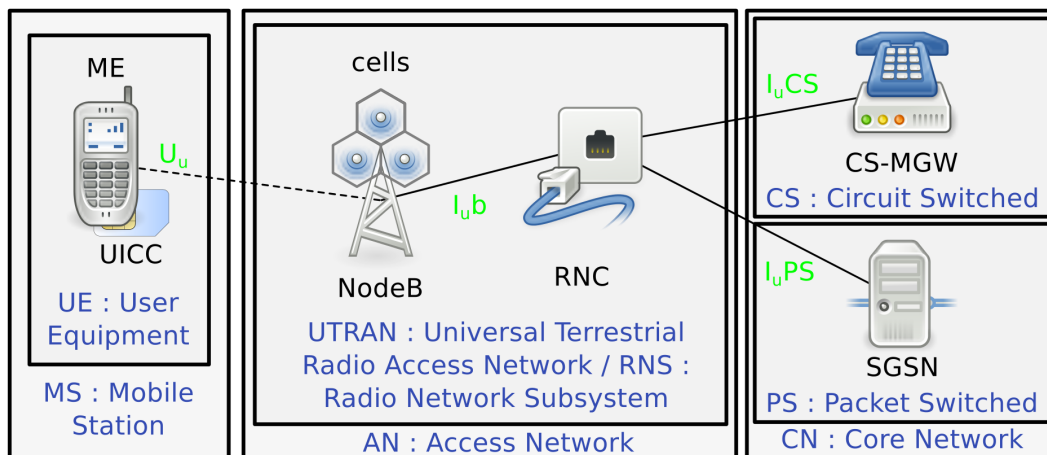 ME
UICC
UE : User
Equipment
MS : Mobile
Station
Uu
cells
NodeB
Iub
RNC
UTRAN : Universal Terrestrial
Radio Access Network / RNS :
Radio Network Subsystem
AN : Access Network
IuCS
CS-MGW
CS : Circuit Switched
IuPS
SGSN
PS : Packet Switched
CN : Core Network